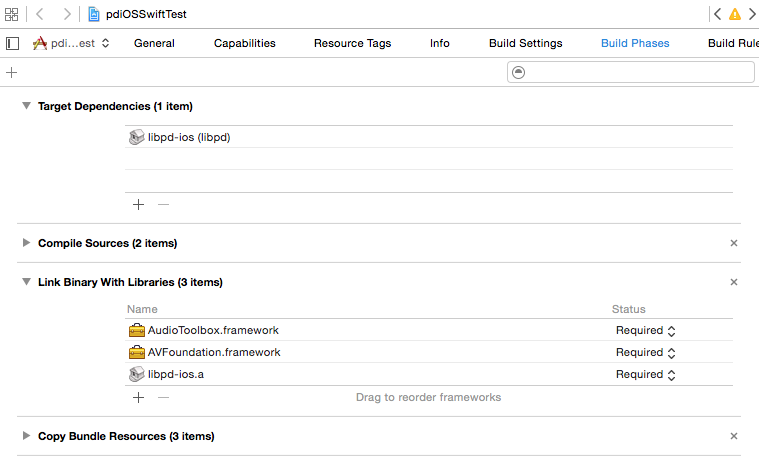 pdiOSSwiftTest
pdi...est General Capabilities Resource Tags Info Build Settings Build Phases Build Rule
Target Dependencies (1 item)
libpd-ios (libpd)
Compile Sources (2 items)
Link Binary With Libraries (3 items)
Name Status
AudioToolbox.framework Required
AVFoundation.framework Required
libpd-ios.a Required
Drag to reorder frameworks
Copy Bundle Resources (3 items)